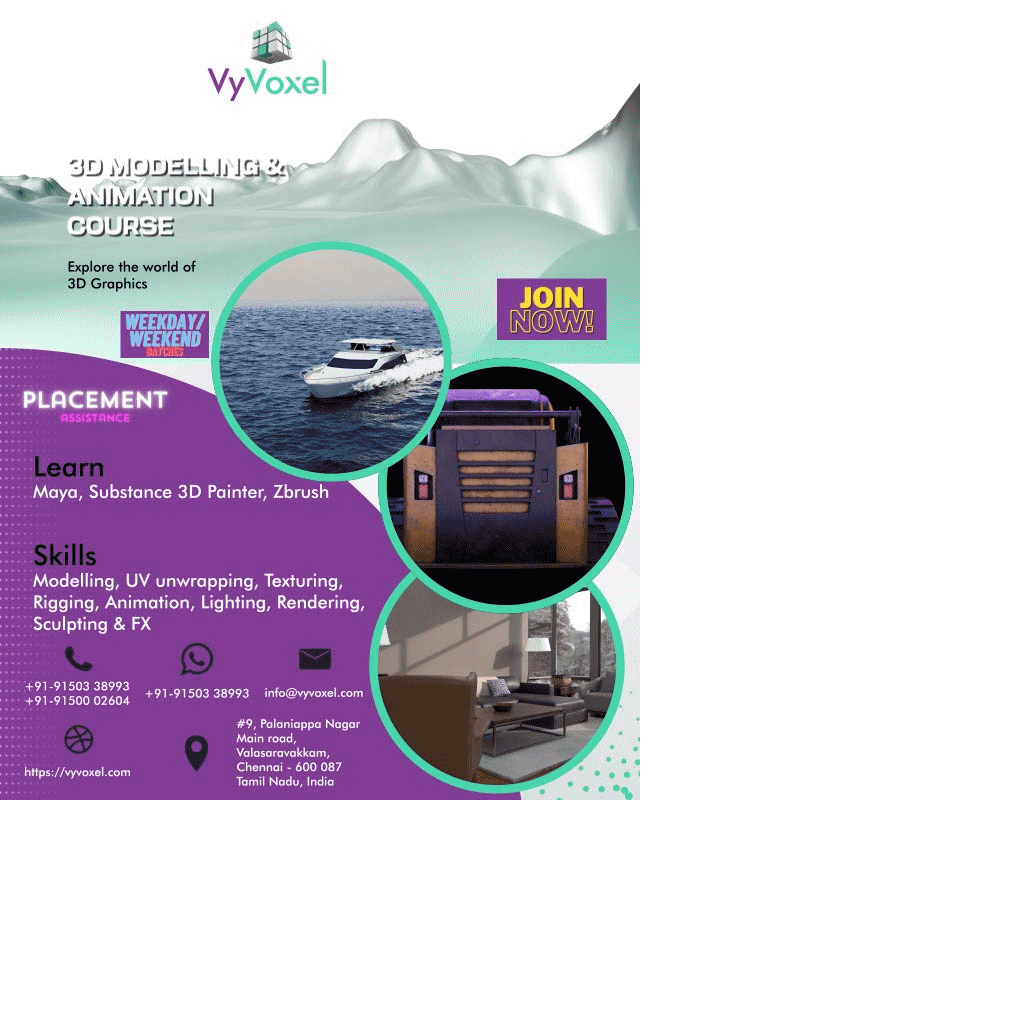 VyVoxel
3D MODELLING &
ANIMATION
COURSE
Explore the world of
3D Graphics
WEEKDAY/
WEEKEND
BATCHES
JOIN
NOW!
PLACEMENT
ASSISTANCE
Learn
Maya, Substance 3D Painter, Zbrush
Skills
Modelling, UV unwrapping, Texturing,
Rigging, Animation, Lighting, Rendering,
Sculpting & FX
+91-91503 38993
+91-91500 02604
+91-91503 38993
info@vyvoxel.com
https://vyvoxel.com
#9, Palaniappa Nagar
Main road,
Valasaravakkam,
Chennai - 600 087
Tamil Nadu, India